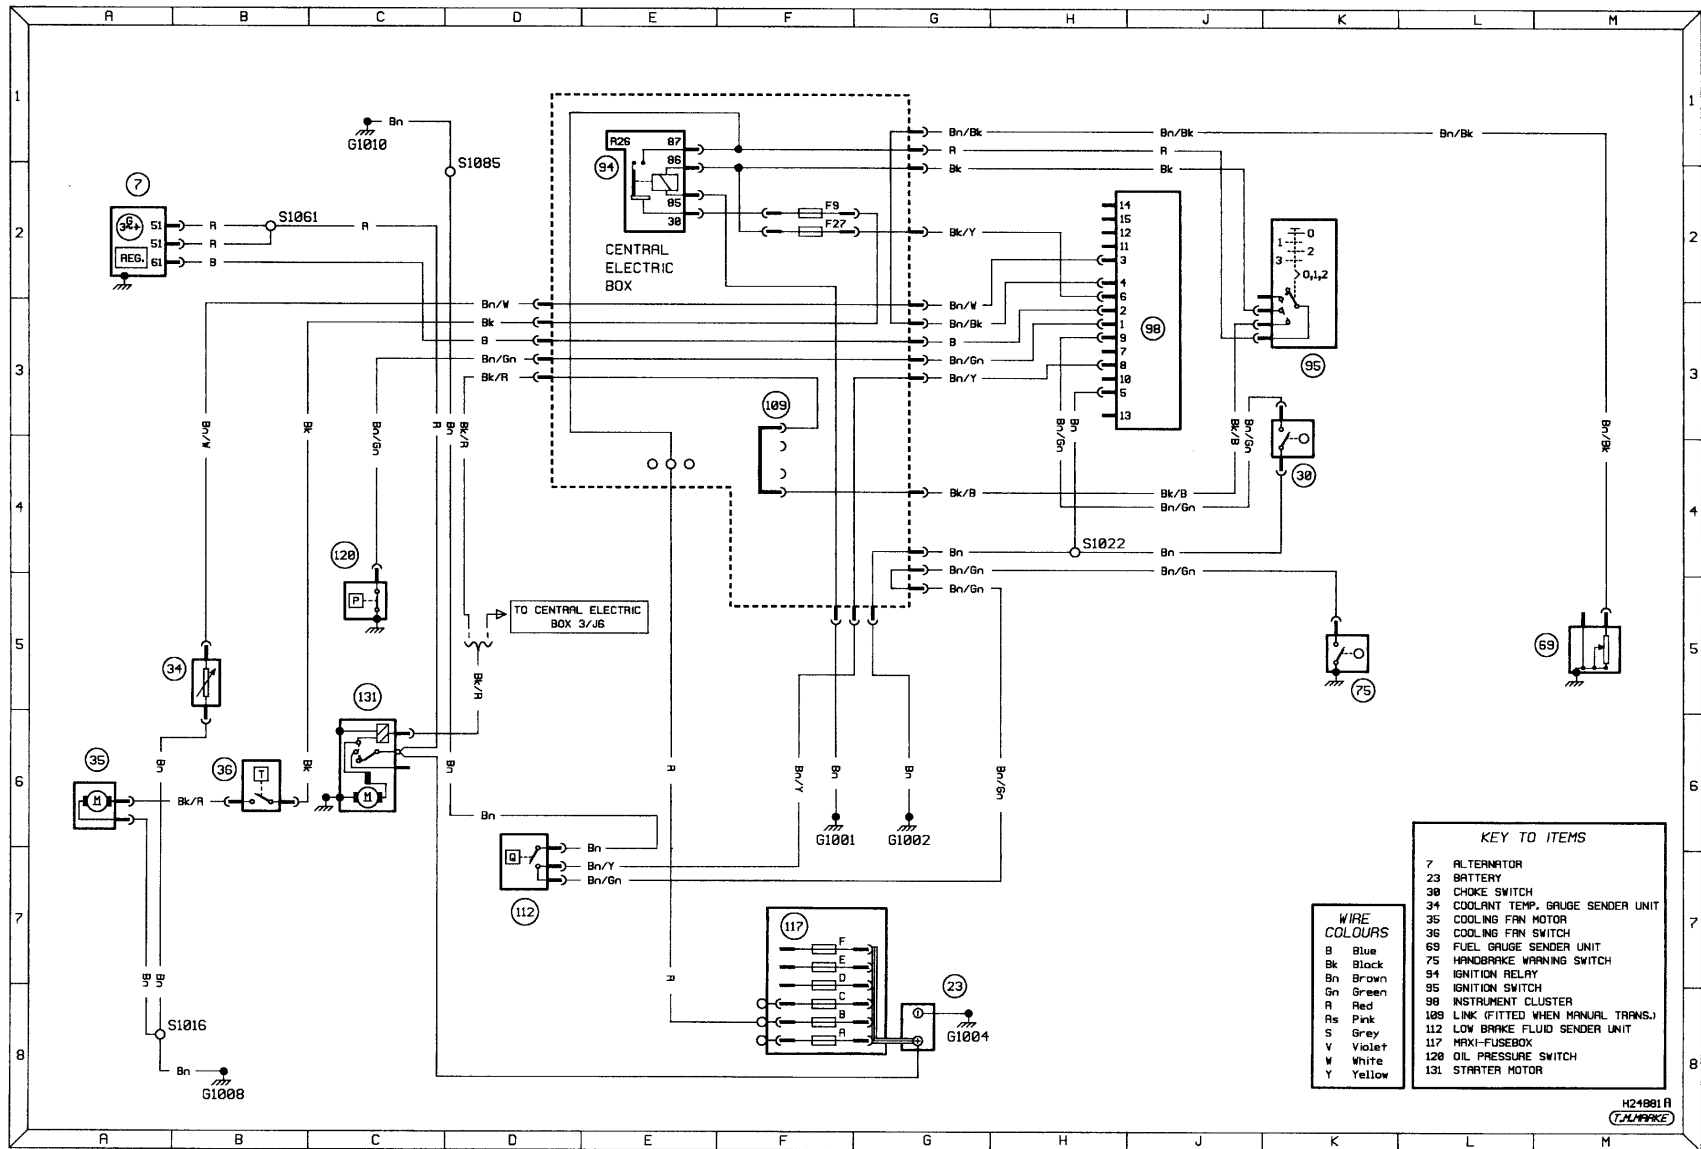 A B C D E F G H J K L M
1 1
G1010
Bn
S1085
R26
87
86
85
30
94
Bn/Bk Bn/Bk Bn/Bk
R R
Bk Bk
7
G
3
51
51
61
REG.
R
S1061
R
R
B
2 2
CENTRAL
ELECTRIC
BOX
F9
F27
Bk/Y
14
15
12
11
3
4
6
2
1
9
7
8
10
5
13
98
0
1
2
3
0,1,2
95
Bn/W
Bk
B
Bn/Gn
Bk/R
Bn/W
Bn/Bk
B
Bn/Gn
Bn/Y
3 3
Bn/W
Bk
Bn/Gn
R
Bn
Bk/R
109
Bn/Gn
Bn
Bk/B
Bn/Gn
30
Bn/Bk
4 4
Bk/B Bk/B
Bn/Gn
120
P
Bn
S1022
Bn
Bn/Gn Bn/Gn
Bn/Gn
TO CENTRAL ELECTRIC
BOX 3/J6
5 5
34
Bk/R
131
M
75
69
35
M
Bn
36
T
Bk
Bk/R
Bn
R
Bn/Y
Bn
Bn
Bn/Gn
6 6
Bn
G1001
G1002
Q
Bn
Bn/Y
Bn/Gn
112
7 7
117
F
E
D
C
B
A
23
G1004
R
Bn
Bn
S1016
Bn
G1008
8 8
WIRE
COLOURS
B Blue
Bk Black
Bn Brown
Gn Green
R Red
Rs Pink
S Grey
V Violet
W White
Y Yellow
KEY TO ITEMS
7 ALTERNATOR
23 BATTERY
30 CHOKE SWITCH
34 COOLANT TEMP. GAUGE SENDER UNIT
35 COOLING FAN MOTOR
36 COOLING FAN SWITCH
69 FUEL GAUGE SENDER UNIT
75 HANDBRAKE WARNING SWITCH
94 IGNITION RELAY
95 IGNITION SWITCH
98 INSTRUMENT CLUSTER
109 LINK (FITTED WHEN MANUAL TRANS.)
112 LOW BRAKE FLUID SENDER UNIT
117 MAXI-FUSEBOX
120 OIL PRESSURE SWITCH
131 STARTER MOTOR
H24881A
T.M.MARKE
A B C D E F G H J K L M